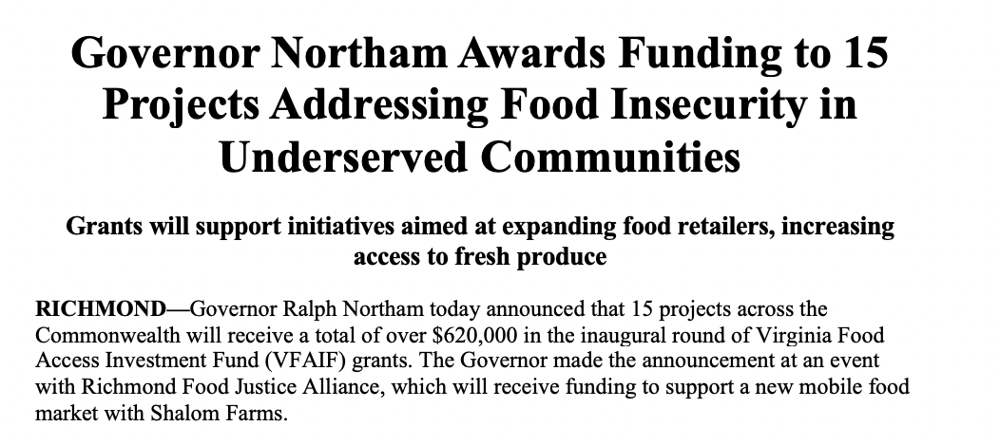 Governor Northam Awards Funding to 15
Projects Addressing Food Insecurity in
Underserved Communities
Grants will support initiatives aimed at expanding food retailers, increasing
access to fresh produce
RICHMOND—Governor Ralph Northam today announced that 15 projects across the
Commonwealth will receive a total of over $620,000 in the inaugural round of Virginia Food
Access Investment Fund (VFAIF) grants. The Governor made the announcement at an event
with Richmond Food Justice Alliance, which will receive funding to support a new mobile food
market with Shalom Farms.